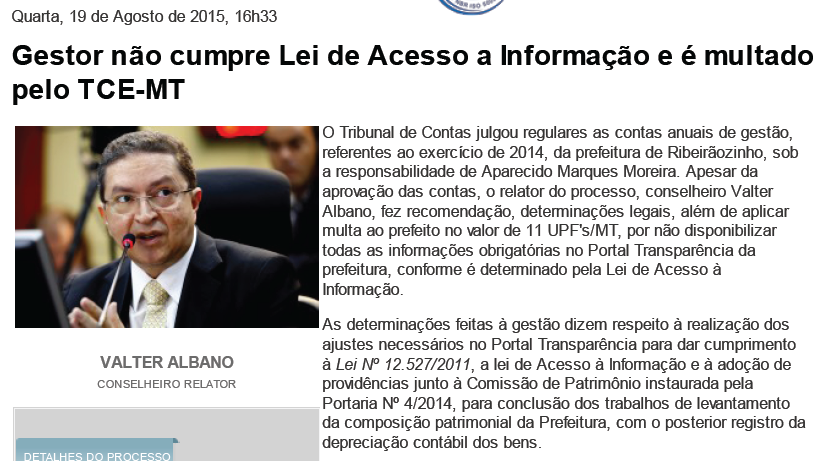 Quarta, 19 de Agosto de 2015, 16h33
Gestor não cumpre Lei de Acesso a Informação e é multado
pelo TCE-MT
O Tribunal de Contas julgou regulares as contas anuais de gestão,
referentes ao exercício de 2014, da prefeitura de Ribeirãozinho, sob
a responsabilidade de Aparecido Marques Moreira. Apesar da
aprovação das contas, o relator do processo, conselheiro Valter
Albano, fez recomendação, determinações legais, além de aplicar
multa ao prefeito no valor de 11 UPF's/MT, por não disponibilizar
todas as informações obrigatórias no Portal Transparência da
prefeitura, conforme é determinado pela Lei de Acesso à
Informação.
As determinações feitas à gestão dizem respeito à realização dos
ajustes necessários no Portal Transparência para dar cumprimento
à Lei Nº 12.527/2011, a lei de Acesso à Informação e à adoção de
providências junto à Comissão de Patrimônio instaurada pela
Portaria Nº 4/2014, para conclusão dos trabalhos de levantamento
da composição patrimonial da Prefeitura, com o posterior registro da
depreciação contábil dos bens.
VALTER ALBANO
CONSELHEIRO RELATOR
DETALHES DO PROCESSO